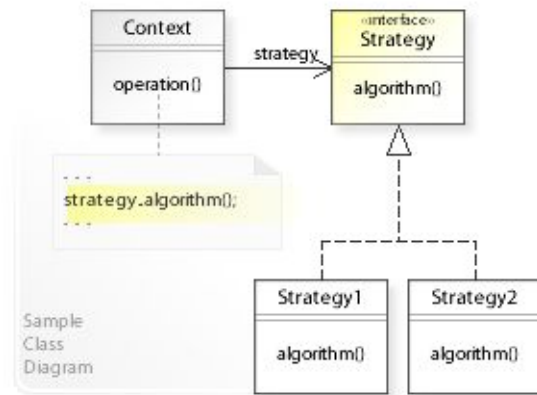 Context
operation()
strategy
«interface»
Strategy
algorithm()
- - -
strategy.algorithm();
- - -
Strategy1
algorithm()
Strategy2
algorithm()
Sample
Class
Diagram